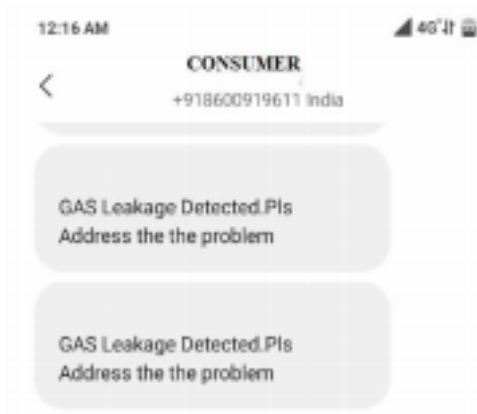 12:16 AM
4G
CONSUMER
+918600919611 India
GAS Leakage Detected.Pls
Address the the problem
GAS Leakage Detected.Pls
Address the the problem